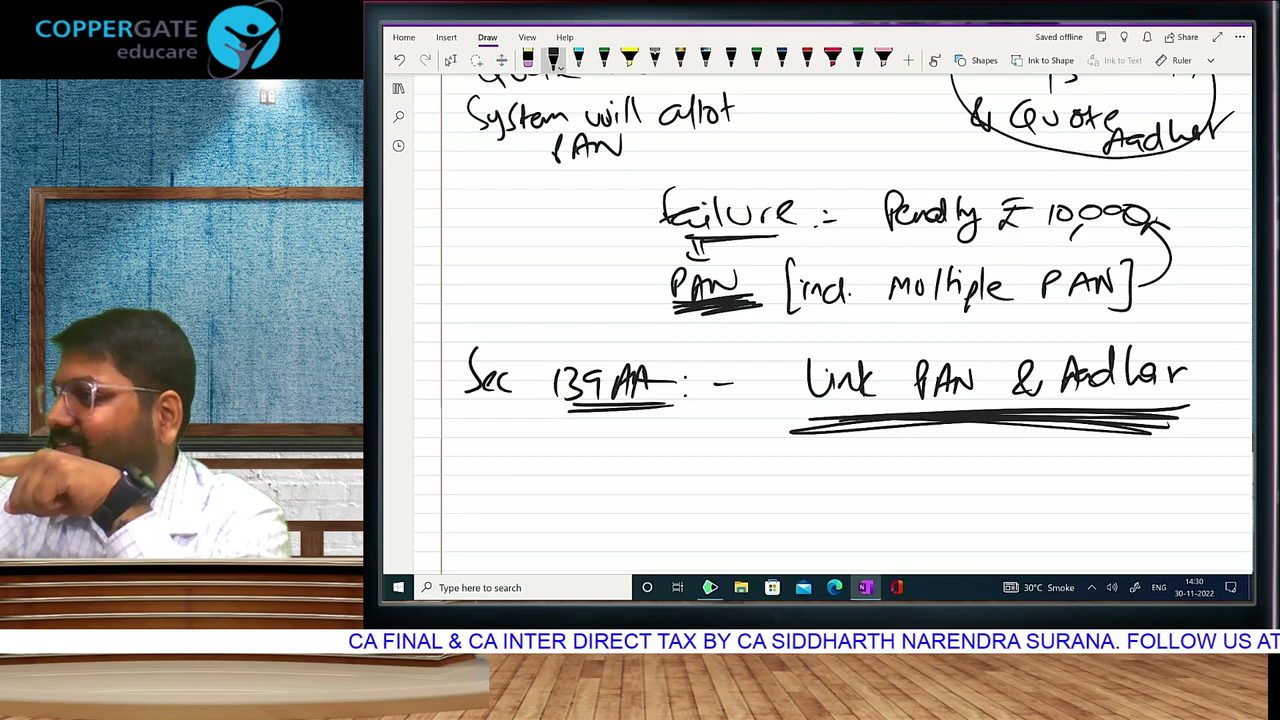 COPPERGATE
educare
Home Insert Draw View Help
Saved offline
Share
Shapes
Ink to Shape
Ink to Text
Ruler
System will allot
PAN
& Quote
Aadhar
failure :- Penalty ₹ 10,000
PAN [incl. Multiple PAN]
Sec 139AA :- Link PAN & Aadhar
Type here to search
30°C Smoke
ENG
14:30
30-11-2022
CA FINAL & CA INTER DIRECT TAX BY CA SIDDHARTH NARENDRA SURANA. FOLLOW US AT